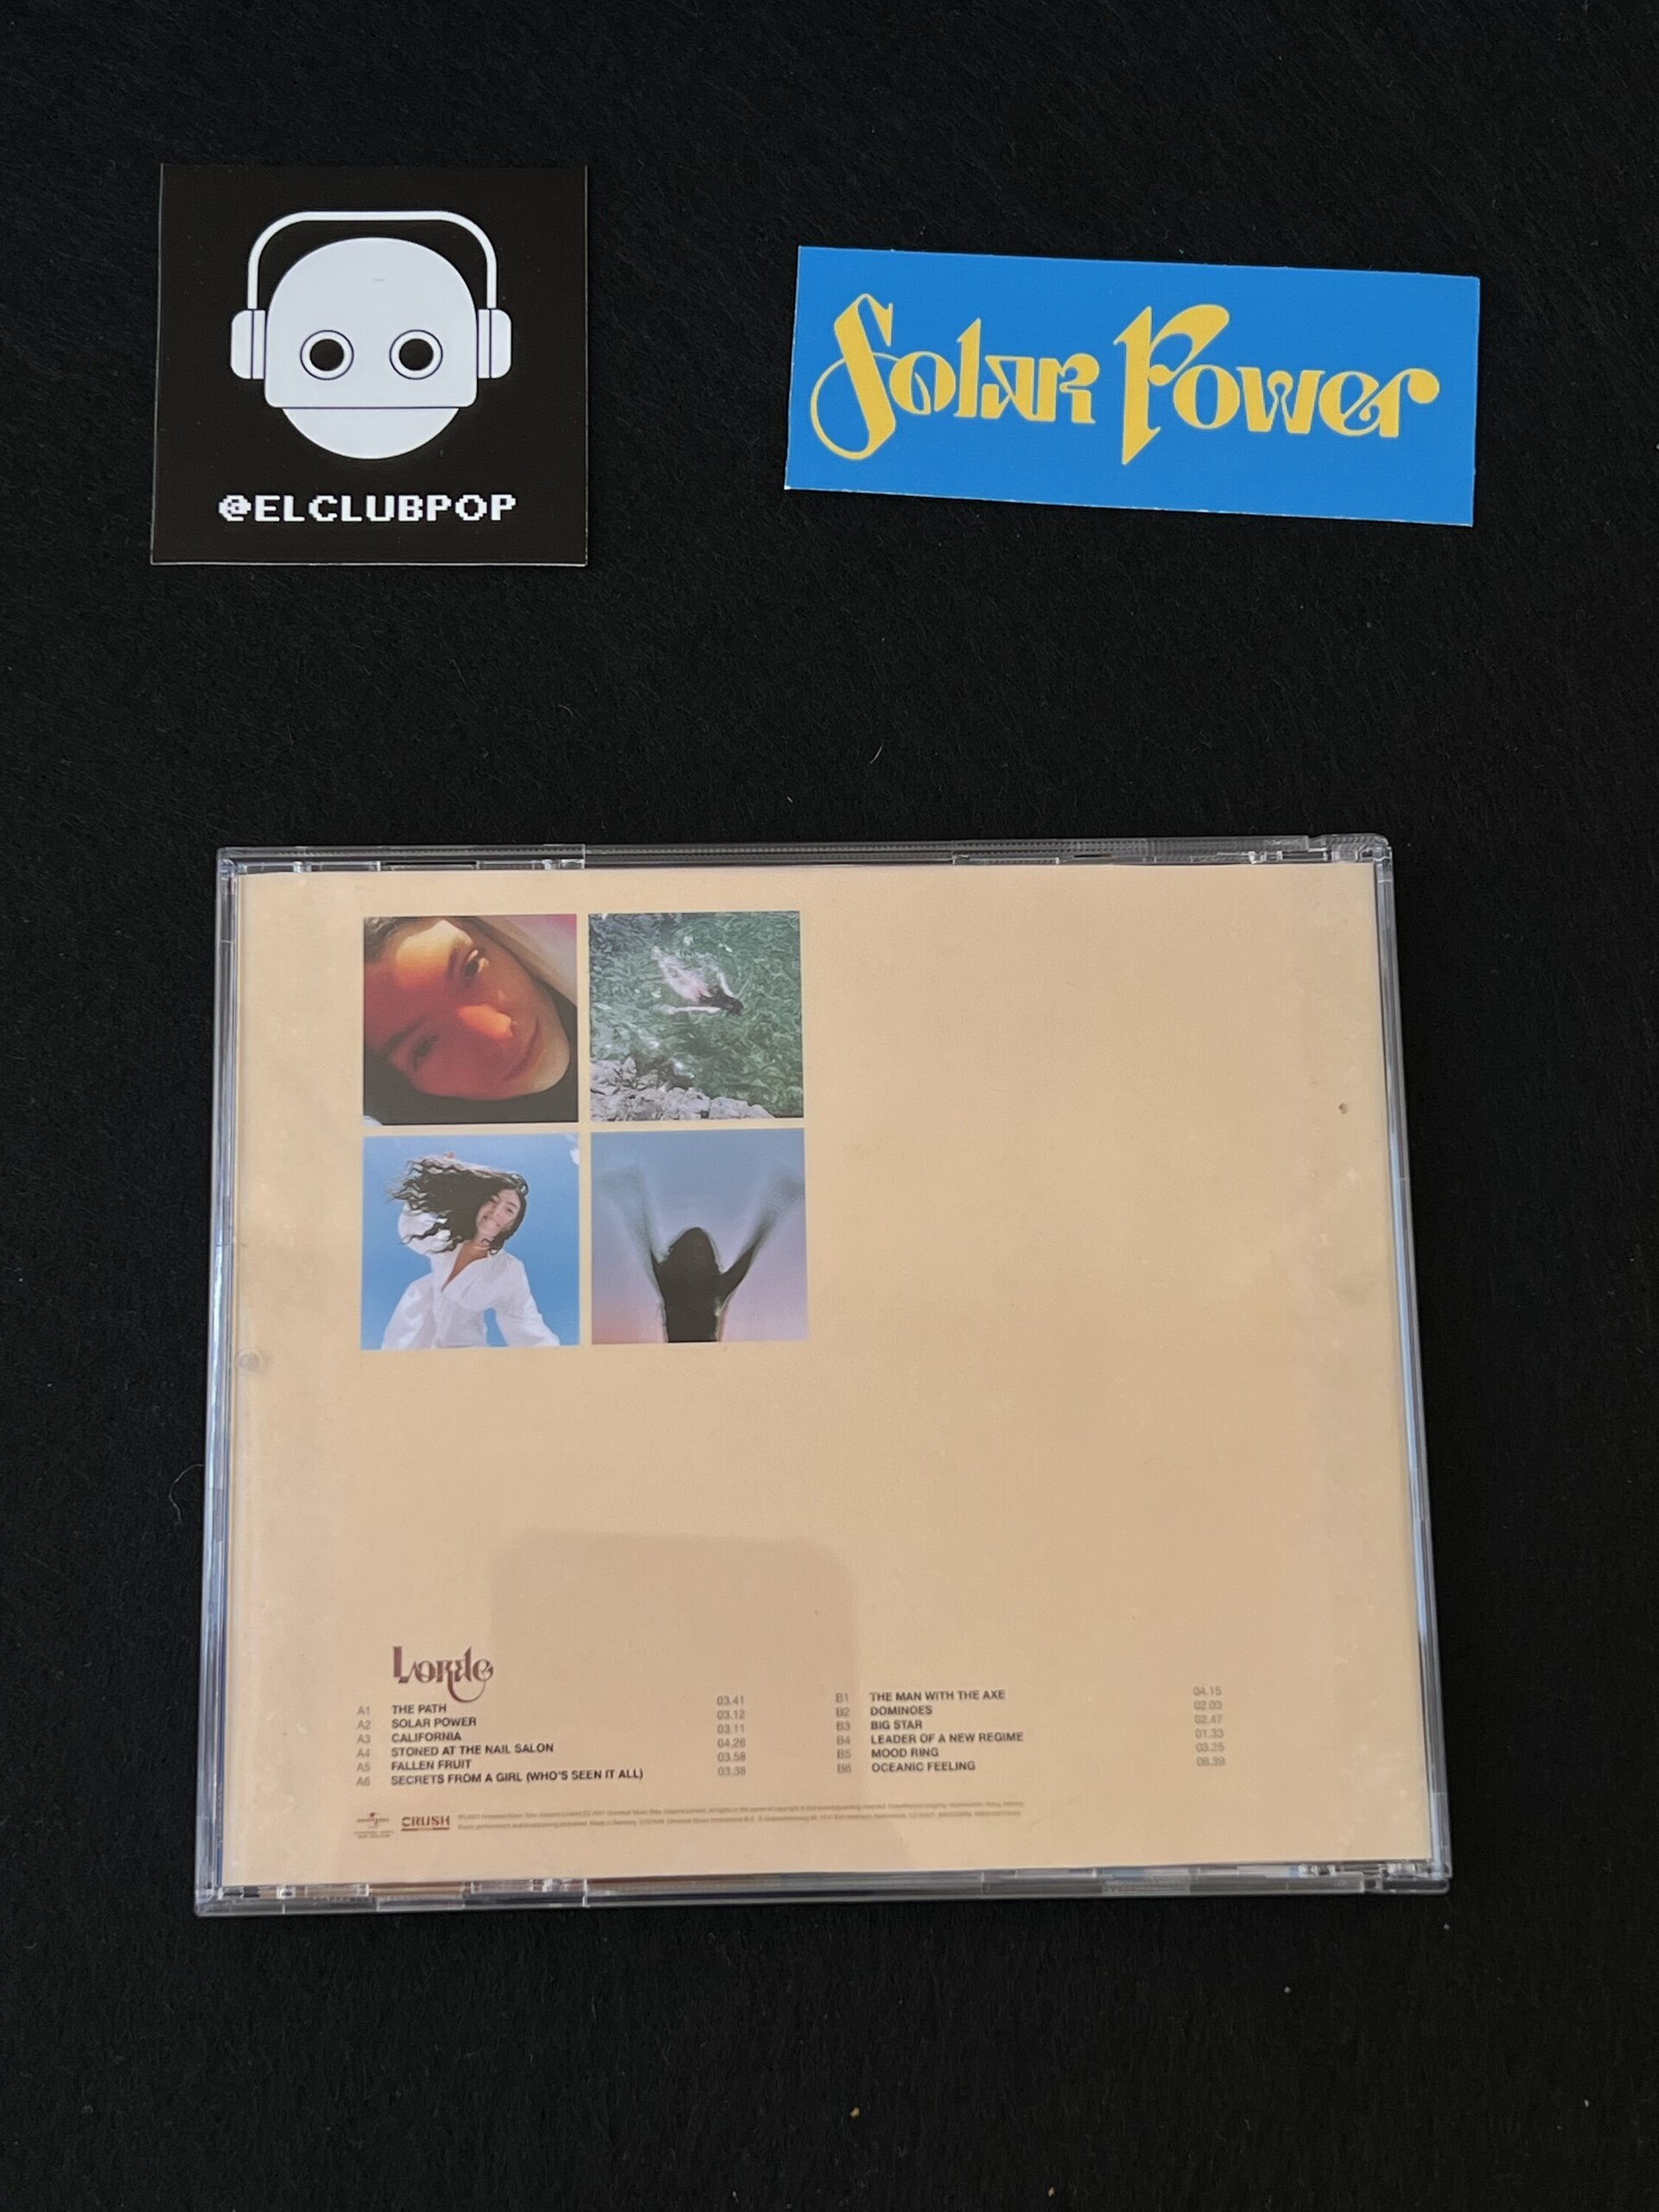 @ELCLUBPOP
Solar Power
Lorde
A1 THE PATH 03.41
A2 SOLAR POWER 03.12
A3 CALIFORNIA 03.11
A4 STONED AT THE NAIL SALON 04.26
A5 FALLEN FRUIT 03.58
A6 SECRETS FROM A GIRL (WHO'S SEEN IT ALL) 03.38
B1 THE MAN WITH THE AXE 04.15
B2 DOMINOES 02.03
B3 BIG STAR 02.47
B4 LEADER OF A NEW REGIME 01.33
B5 MOOD RING 03.25
B6 OCEANIC FEELING 06.39
CRUSH